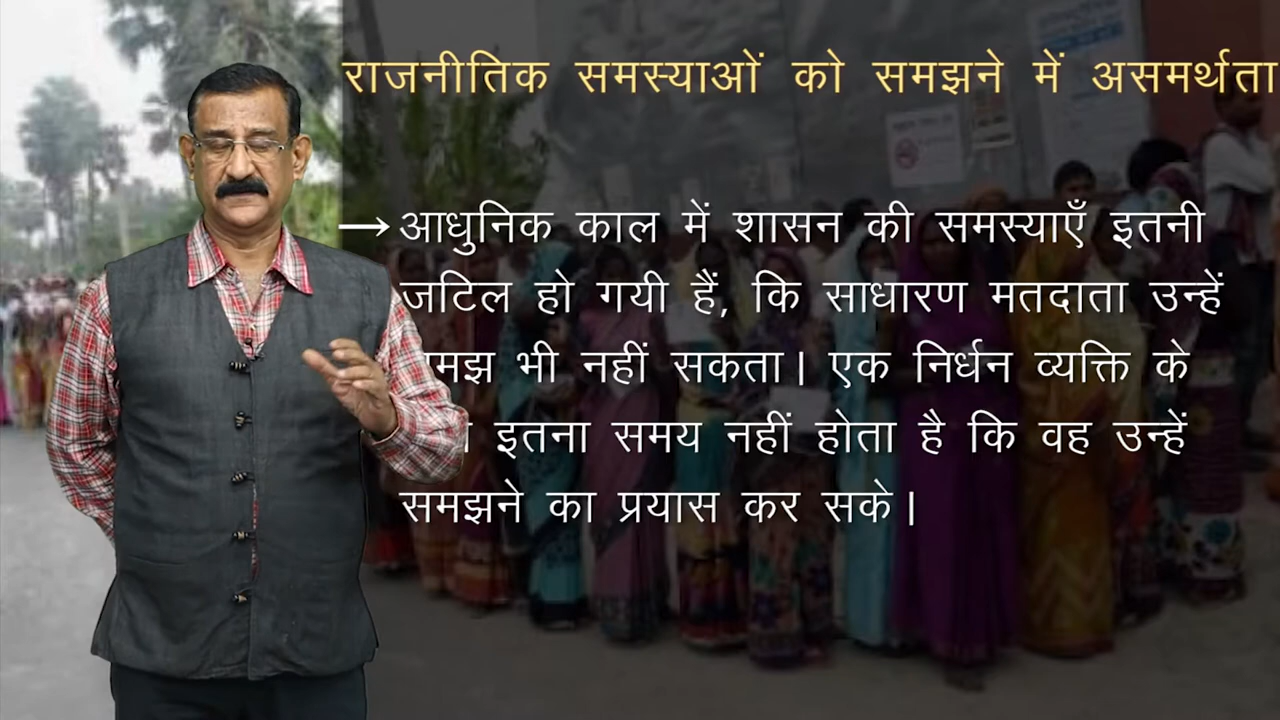 राजनीतिक समस्याओं को समझने में असमर्थता
→आधुनिक काल में शासन की समस्याएँ इतनी
जटिल हो गयी हैं, कि साधारण मतदाता उन्हें
भी नहीं सकता। एक निर्धन व्यक्ति के
इतना समय नहीं होता है कि वह उन्हें
समझने का प्रयास कर सके।